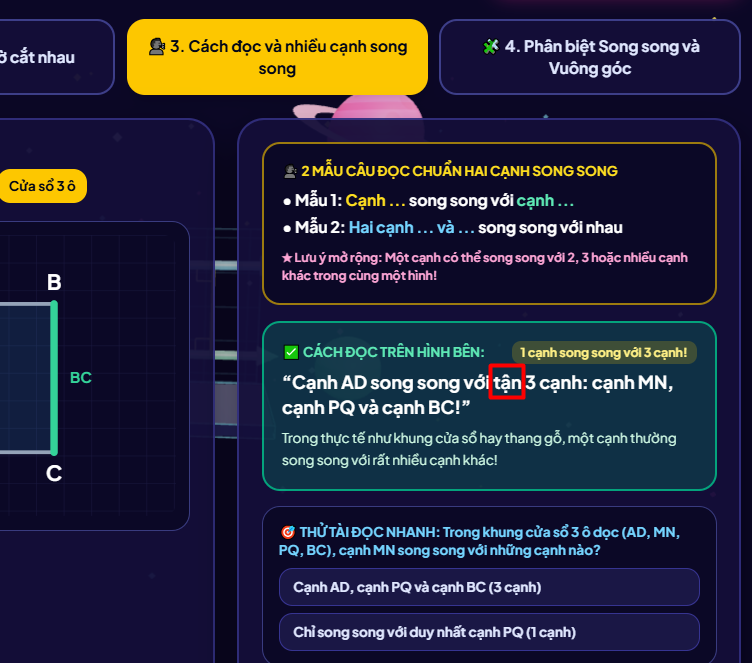 ờ cắt nhau
3. Cách đọc và nhiều cạnh song
song
4. Phân biệt Song song và
Vuông góc
Cửa sổ 3 ô
B
BC
C
2 MẪU CÂU ĐỌC CHUẨN HAI CẠNH SONG SONG
● Mẫu 1: Cạnh ... song song với cạnh ...
● Mẫu 2: Hai cạnh ... và ... song song với nhau
★ Lưu ý mở rộng: Một cạnh có thể song song với 2, 3 hoặc nhiều cạnh
khác trong cùng một hình!
✅ CÁCH ĐỌC TRÊN HÌNH BÊN:
1 cạnh song song với 3 cạnh!
“Cạnh AD song song với tận 3 cạnh: cạnh MN,
cạnh PQ và cạnh BC!”
Trong thực tế như khung cửa sổ hay thang gỗ, một cạnh thường
song song với rất nhiều cạnh khác!
🎯 THỬ TÀI ĐỌC NHANH: Trong khung cửa sổ 3 ô dọc (AD, MN,
PQ, BC), cạnh MN song song với những cạnh nào?
Cạnh AD, cạnh PQ và cạnh BC (3 cạnh)
Chỉ song song với duy nhất cạnh PQ (1 cạnh)